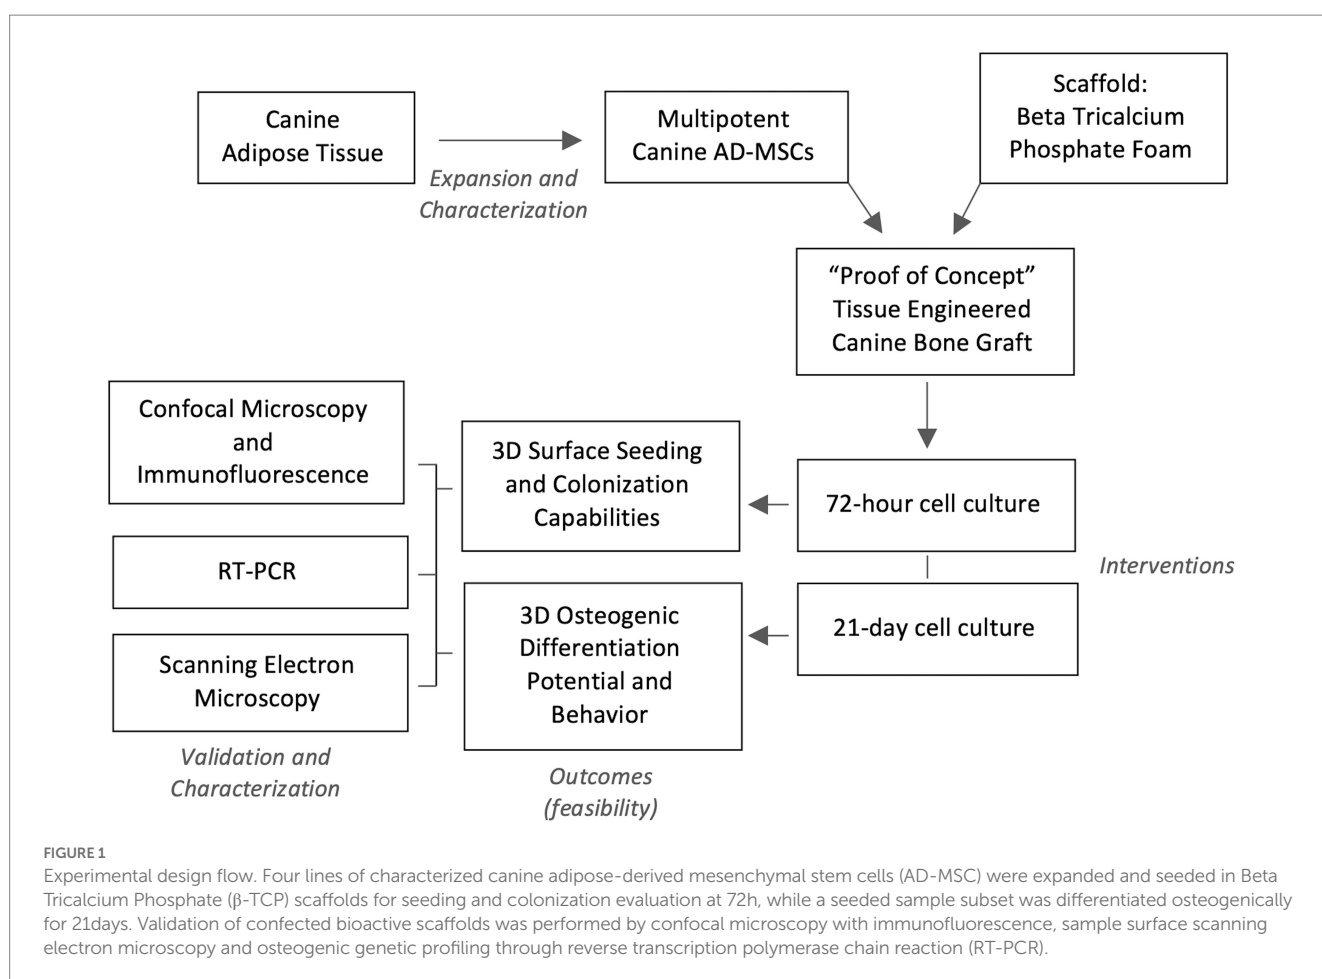 Canine
Adipose Tissue
Expansion and
Characterization
Multipotent
Canine AD-MSCs
Scaffold:
Beta Tricalcium
Phosphate Foam
“Proof of Concept”
Tissue Engineered
Canine Bone Graft
72-hour cell culture
21-day cell culture
Interventions
3D Surface Seeding
and Colonization
Capabilities
3D Osteogenic
Differentiation
Potential and
Behavior
Outcomes
(feasibility)
Confocal Microscopy
and
Immunofluorescence
RT-PCR
Scanning Electron
Microscopy
Validation and
Characterization
FIGURE 1
Experimental design flow. Four lines of characterized canine adipose-derived mesenchymal stem cells (AD-MSC) were expanded and seeded in Beta
Tricalcium Phosphate (β-TCP) scaffolds for seeding and colonization evaluation at 72h, while a seeded sample subset was differentiated osteogenically
for 21days. Validation of confected bioactive scaffolds was performed by confocal microscopy with immunofluorescence, sample surface scanning
electron microscopy and osteogenic genetic profiling through reverse transcription polymerase chain reaction (RT-PCR).